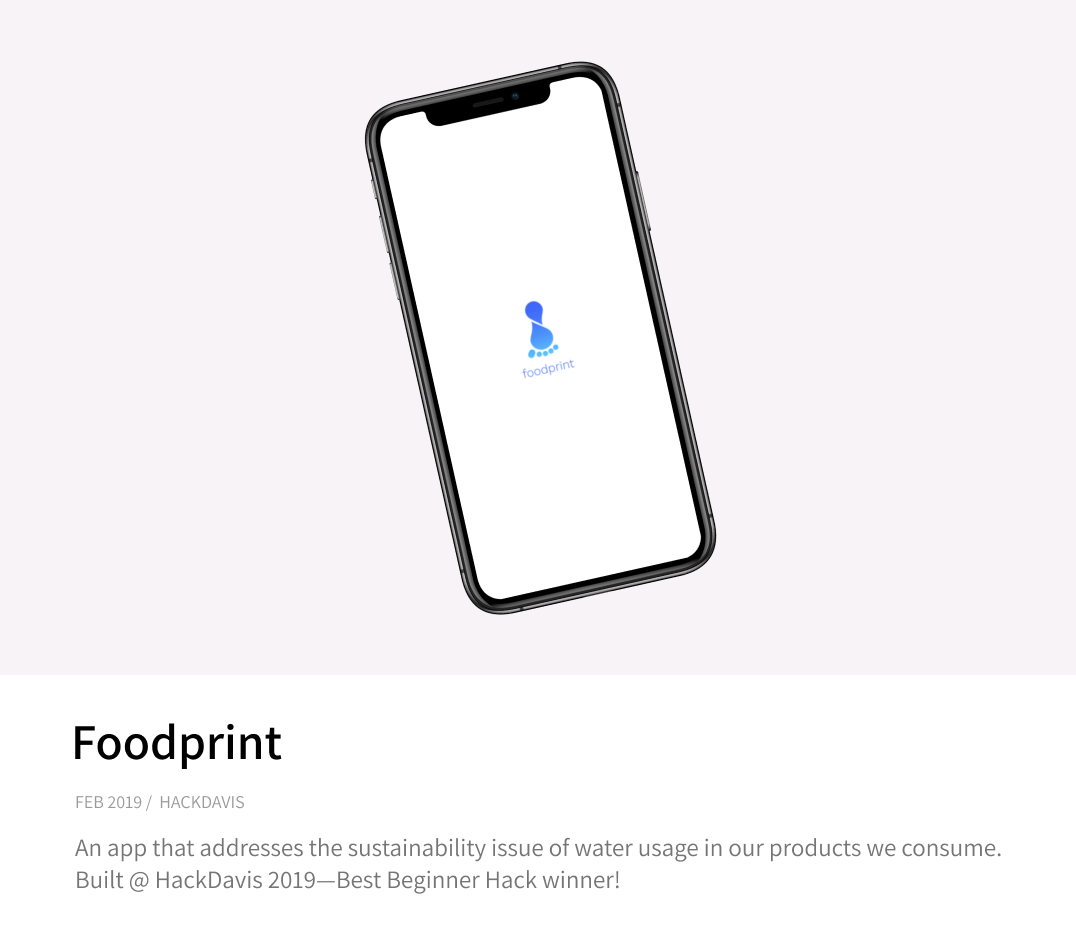 foodprint
Foodprint
FEB 2019 / HACKDAVIS
An app that addresses the sustainability issue of water usage in our products we consume.
Built @ HackDavis 2019—Best Beginner Hack winner!